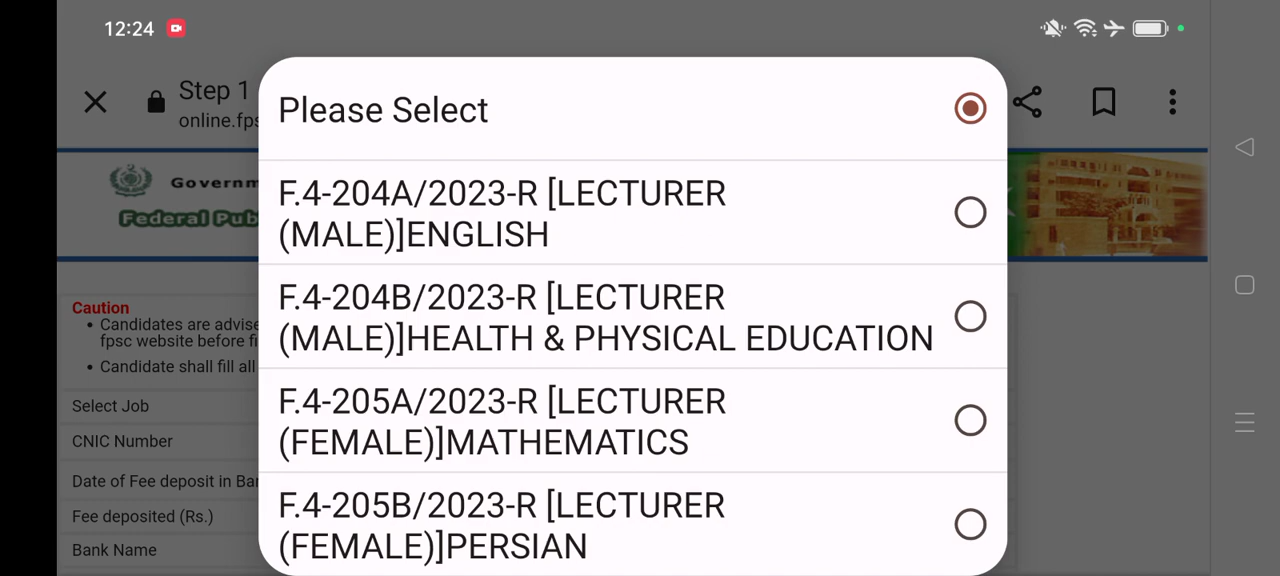 12:24
Step 1
online.fps
Governm
Federal Pub
Please Select
F.4-204A/2023-R [LECTURER
(MALE)]ENGLISH
F.4-204B/2023-R [LECTURER
(MALE)]HEALTH & PHYSICAL EDUCATION
F.4-205A/2023-R [LECTURER
(FEMALE)]MATHEMATICS
F.4-205B/2023-R [LECTURER
(FEMALE)]PERSIAN
Caution
• Candidates are advise
fpsc website before fi
• Candidate shall fill all
Select Job
CNIC Number
Date of Fee deposit in Ban
Fee deposited (Rs.)
Bank Name